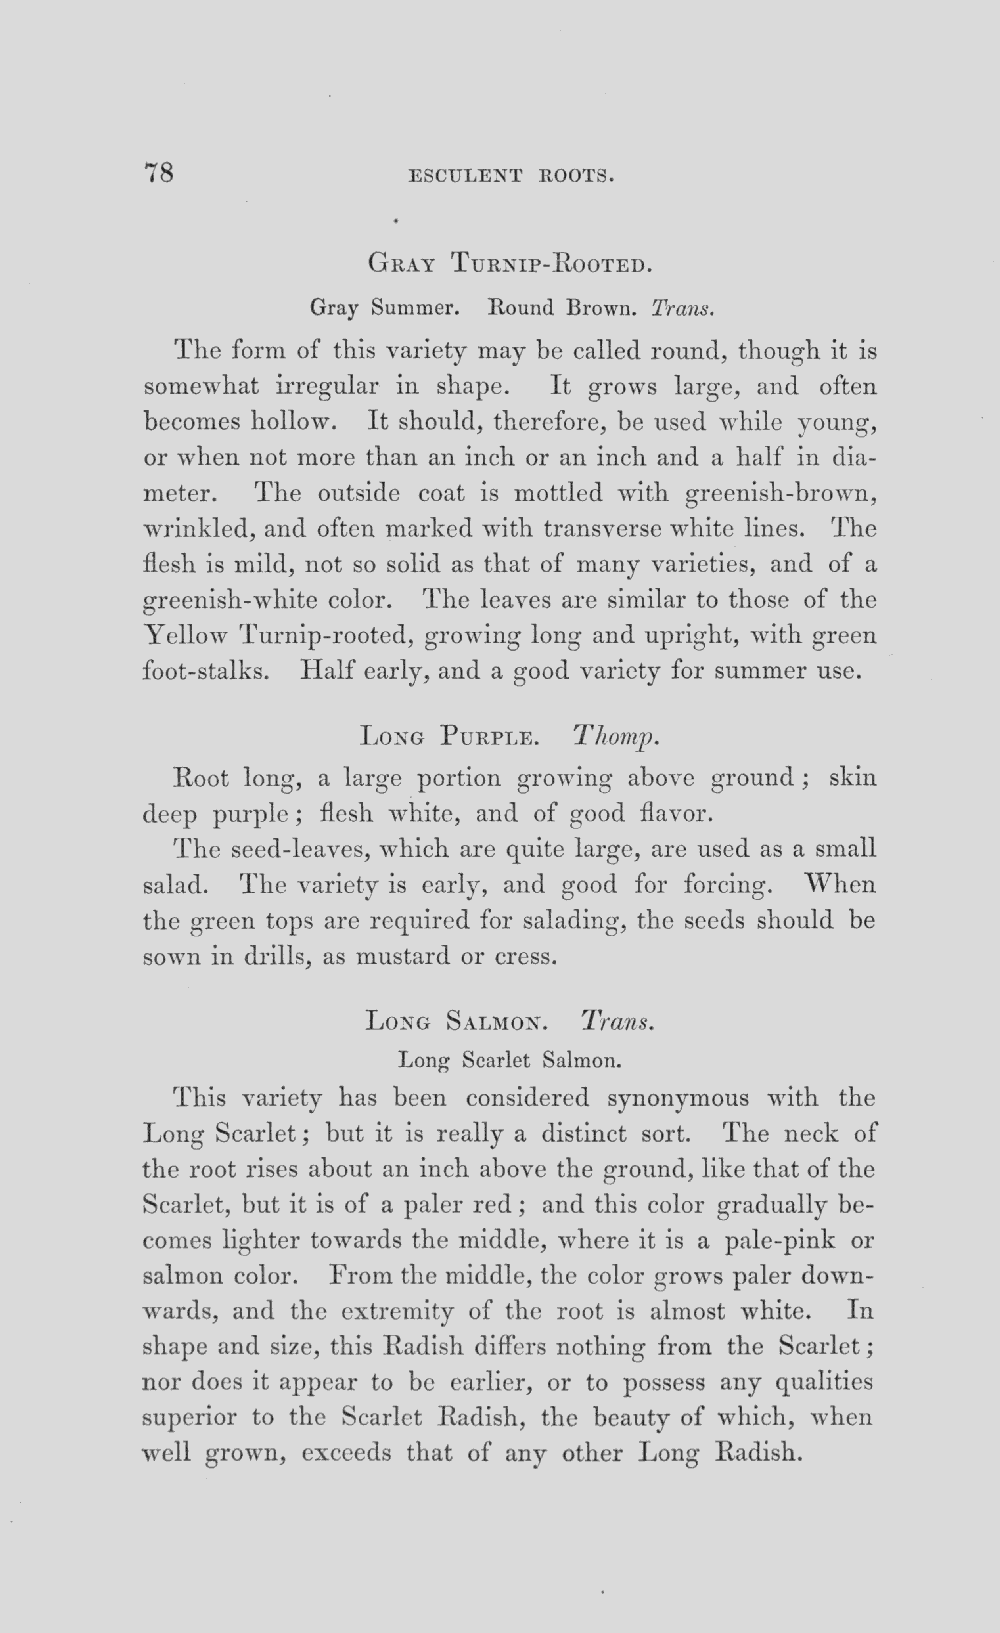 78
ESCULENT ROOTS.
GRAY TURNIP-ROOTED.
Gray Summer. Round Brown. Trans.
The form of this variety may be called round, though it is
somewhat irregular in shape. It grows large, and often
becomes hollow. It should, therefore, be used while young,
or when not more than an inch or an inch and a half in dia-
meter. The outside coat is mottled with greenish-brown,
wrinkled, and often marked with transverse white lines. The
flesh is mild, not so solid as that of many varieties, and of a
greenish-white color. The leaves are similar to those of the
Yellow Turnip-rooted, growing long and upright, with green
foot-stalks. Half early, and a good variety for summer use.
LONG PURPLE. Thomp.
Root long, a large portion growing above ground; skin
deep purple; flesh white, and of good flavor.
The seed-leaves, which are quite large, are used as a small
salad. The variety is early, and good for forcing. When
the green tops are required for salading, the seeds should be
sown in drills, as mustard or cress.
LONG SALMON. Trans.
Long Scarlet Salmon.
This variety has been considered synonymous with the
Long Scarlet; but it is really a distinct sort. The neck of
the root rises about an inch above the ground, like that of the
Scarlet, but it is of a paler red; and this color gradually be-
comes lighter towards the middle, where it is a pale-pink or
salmon color. From the middle, the color grows paler down-
wards, and the extremity of the root is almost white. In
shape and size, this Radish differs nothing from the Scarlet;
nor does it appear to be earlier, or to possess any qualities
superior to the Scarlet Radish, the beauty of which, when
well grown, exceeds that of any other Long Radish.